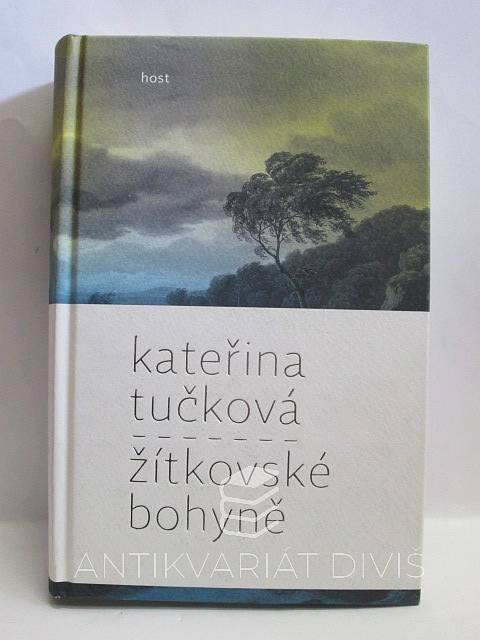 host
kateřina
tučková
žítkovské
bohyně
ANTIKVARIÁT DIVIŠ